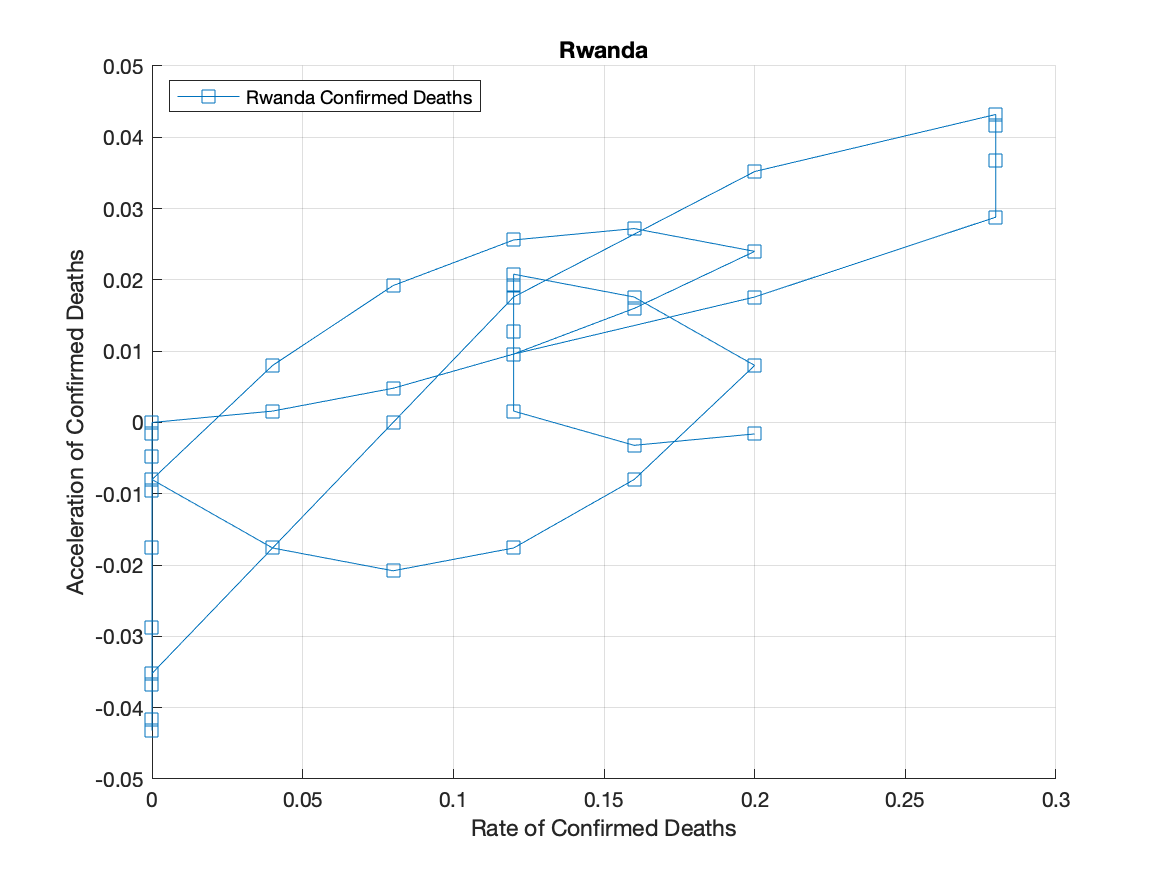 Rwanda
Rwanda Confirmed Deaths
0.05
0.04
0.03
0.02
0.01
0
-0.01
-0.02
-0.03
-0.04
-0.05
Acceleration of Confirmed Deaths
0 0.05 0.1 0.15 0.2 0.25 0.3
Rate of Confirmed Deaths